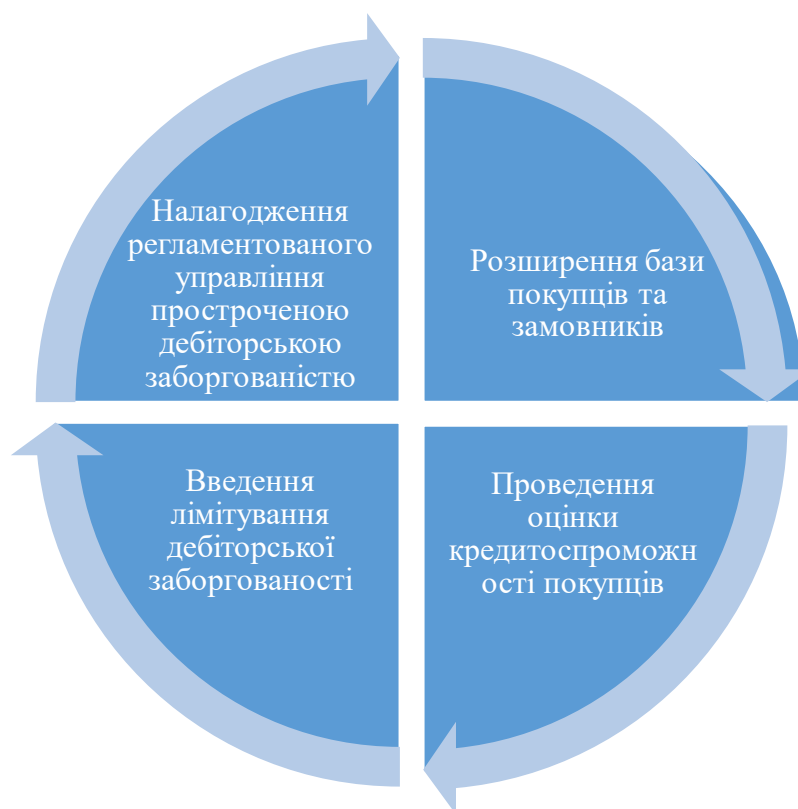 Налагодження
регламентованого
управління
простроченою
дебіторською
заборгованістю
Розширення бази
покупців та
замовників
Введення
лімітування
дебіторської
заборгованості
Проведення
оцінки
кредитоспроможн
ості покупців